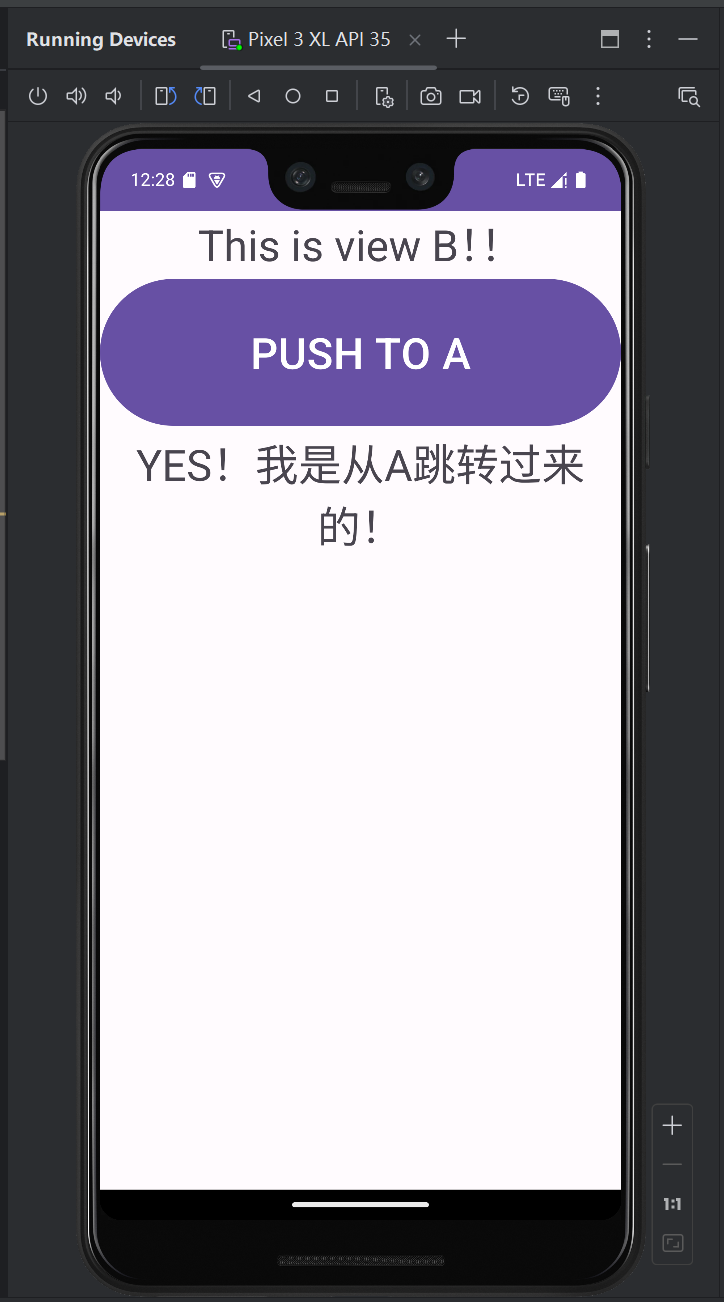 Running Devices
Pixel 3 XL API 35
12:28
LTE
This is view B！！
PUSH TO A
YES！我是从A跳转过来
的！
1:1